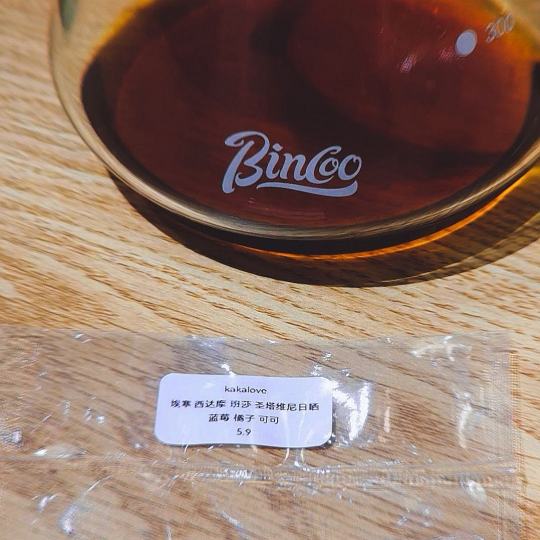 300
Bincoo
kakalove
埃塞 西达摩 班莎 圣塔维尼日晒
蓝莓 橘子 可可
5.9